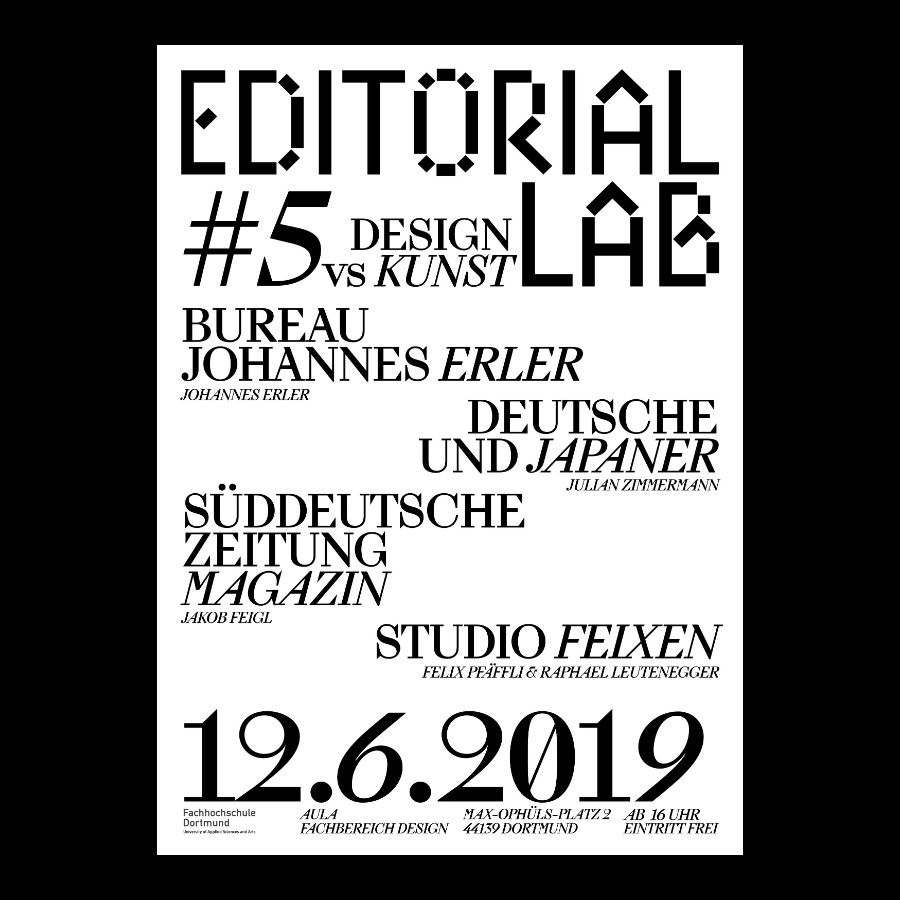 EDITORIAL
#5 DESIGN
vs KUNST LAB
BUREAU
JOHANNES ERLER
JOHANNES ERLER
DEUTSCHE
UND JAPANER
JULIAN ZIMMERMANN
SÜDDEUTSCHE
ZEITUNG
MAGAZIN
JAKOB FEIGL
STUDIO FEIXEN
FELIX PFÄFFLI & RAPHAEL LEUTENEGGER
12.6.2019
Fachhochschule
Dortmund
University of Applied Sciences and Arts
AULA
FACHBEREICH DESIGN
MAX-OPHÜLS-PLATZ 2
44139 DORTMUND
AB 16 UHR
EINTRITT FREI